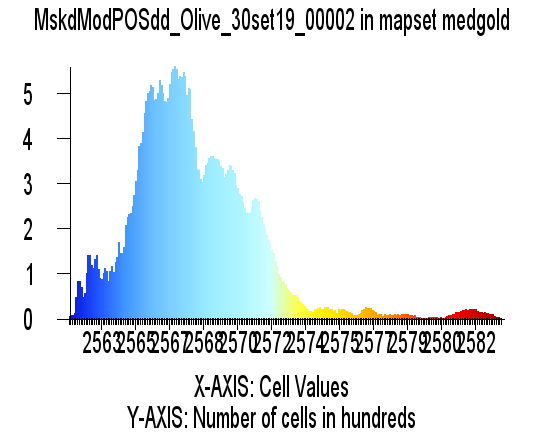 MskdModPOSdd_Olive_30set19_00002 in mapset medgold
5
4
3
2
1
0
2563 2565 2567 2568 2570 2572 2574 2575 2577 2579 2580 2582
X-AXIS: Cell Values
Y-AXIS: Number of cells in hundreds